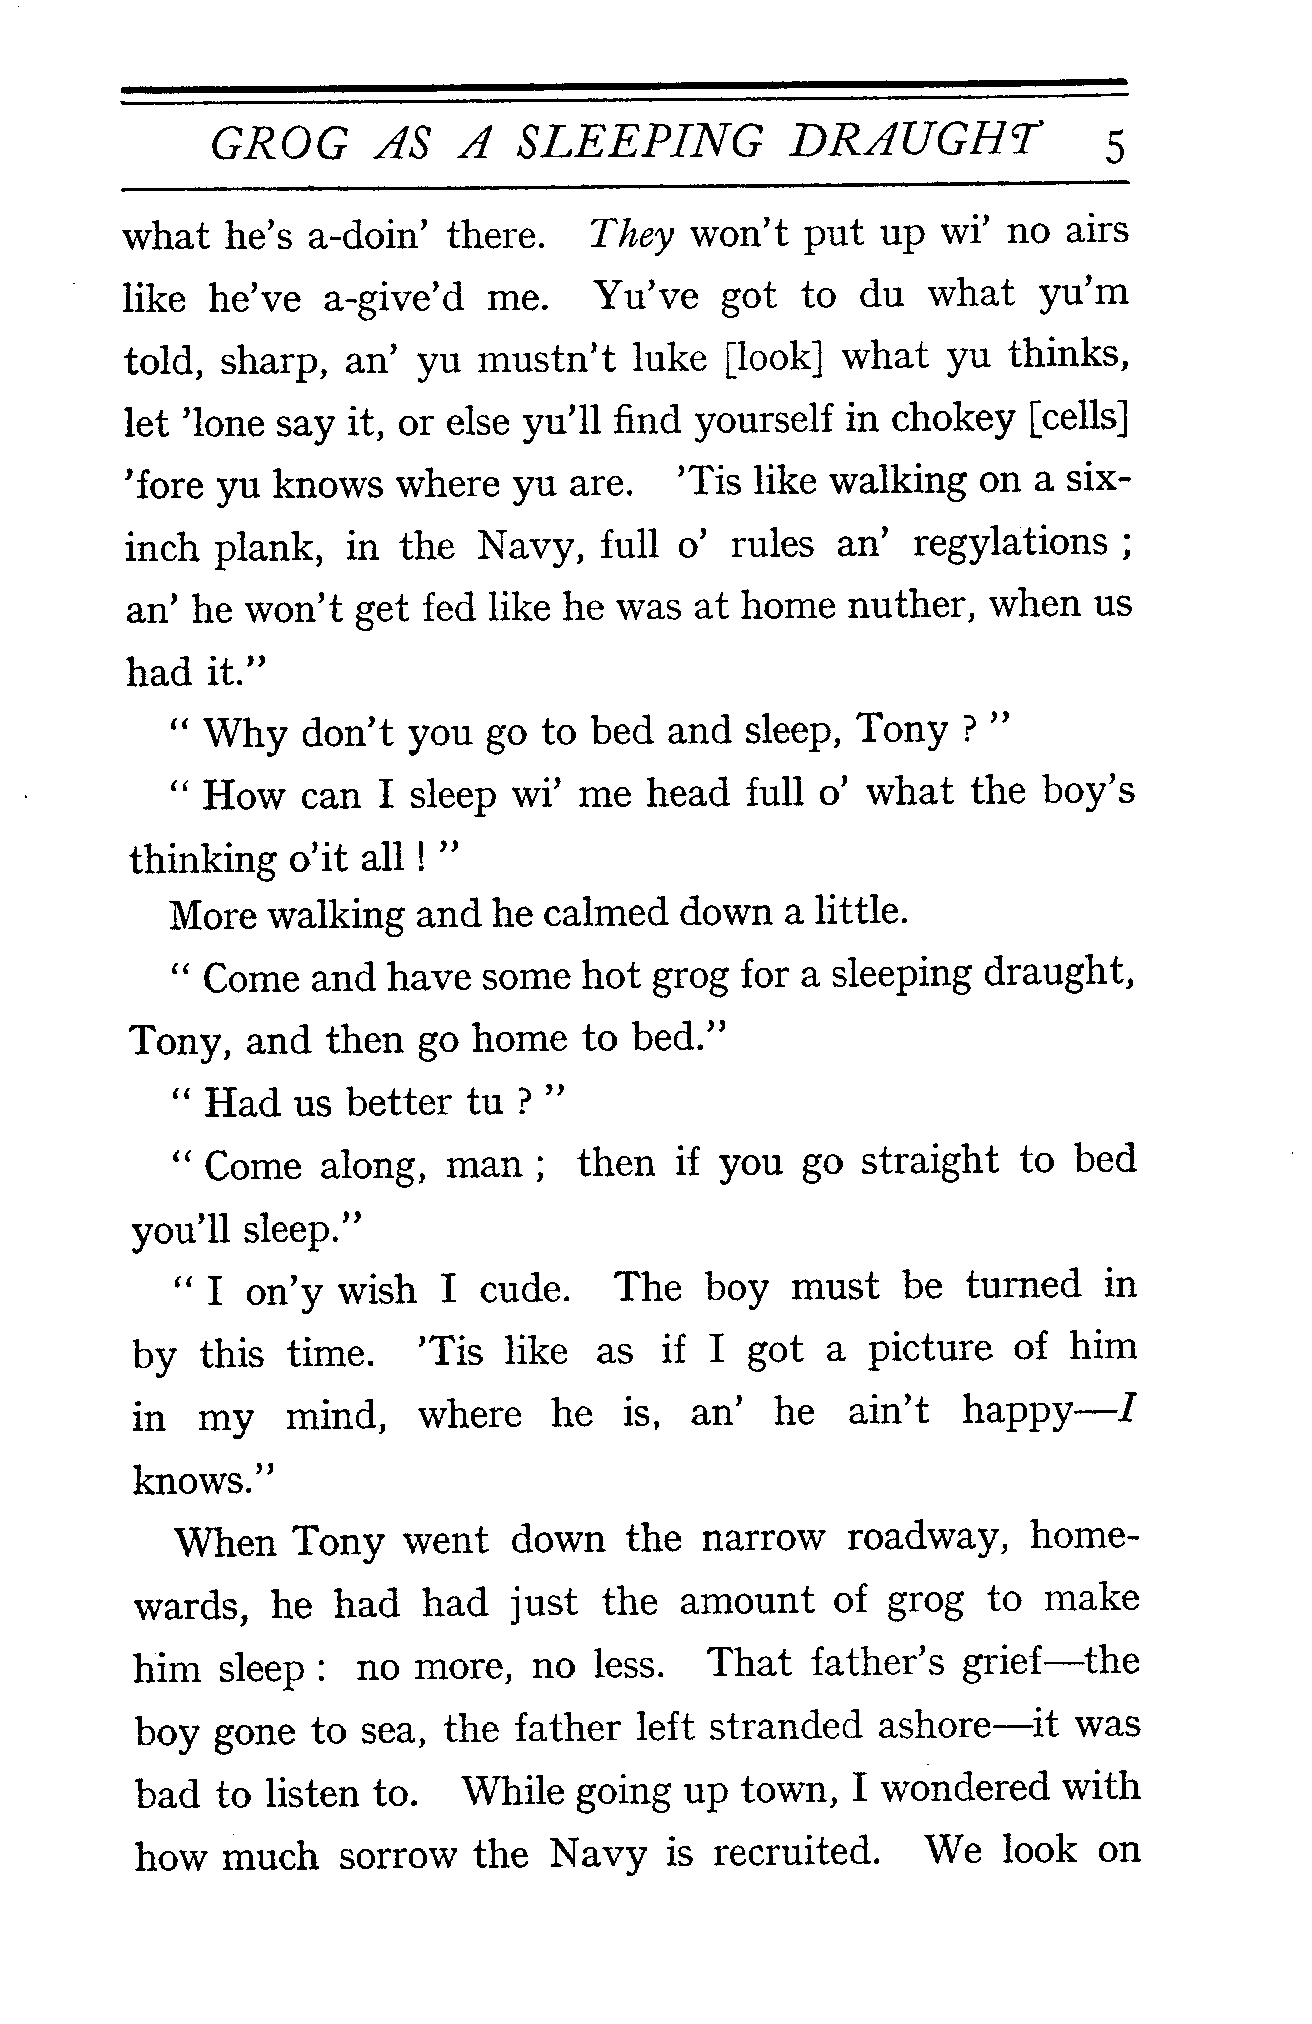 GROG AS A SLEEPING DRAUGHT 5
what he's a-doin' there. They won't put up wi' no airs
like he've a-give'd me. Yu've got to du what yu'm
told, sharp, an' yu mustn't luke [look] what yu thinks,
let 'lone say it, or else yu'll find yourself in chokey [cells]
'fore yu knows where yu are. 'Tis like walking on a six-
inch plank, in the Navy, full o' rules an' regylations ;
an' he won't get fed like he was at home nuther, when us
had it."
" Why don't you go to bed and sleep, Tony ? "
" How can I sleep wi' me head full o' what the boy's
thinking o'it all ! "
More walking and he calmed down a little.
" Come and have some hot grog for a sleeping draught,
Tony, and then go home to bed."
" Had us better tu ? "
" Come along, man ; then if you go straight to bed
you'll sleep."
" I on'y wish I cude. The boy must be turned in
by this time. 'Tis like as if I got a picture of him
in my mind, where he is, an' he ain't happy—I
knows."
When Tony went down the narrow roadway, home-
wards, he had had just the amount of grog to make
him sleep : no more, no less. That father's grief—the
boy gone to sea, the father left stranded ashore—it was
bad to listen to. While going up town, I wondered with
how much sorrow the Navy is recruited. We look on